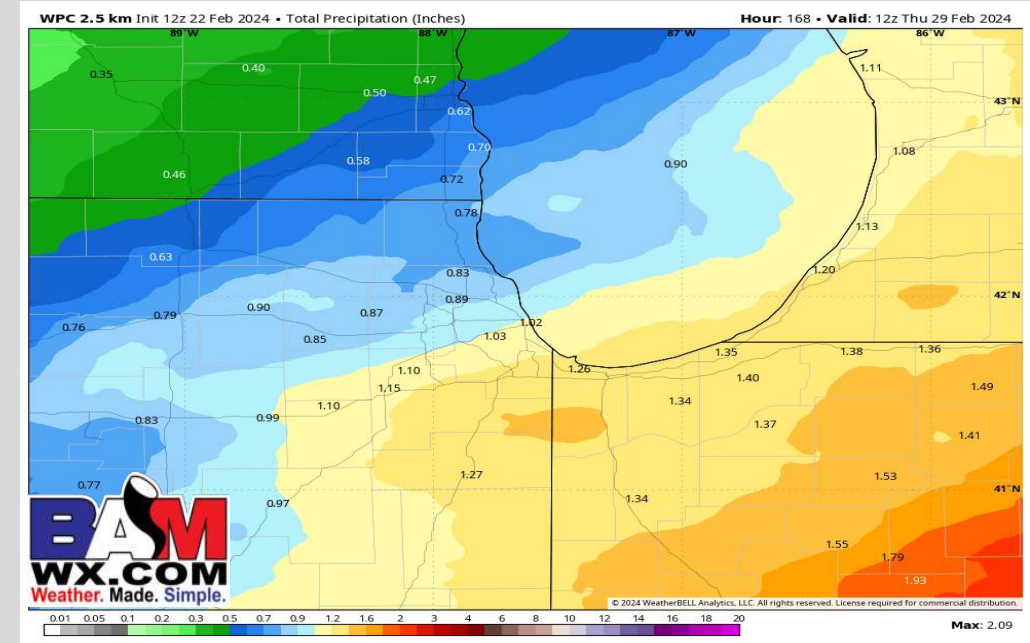 WPC 2.5 km Init 12z 22 Feb 2024 • Total Precipitation (Inches) Hour: 168 • Valid: 12z Thu 29 Feb 2024
89°W 88°W 87°W 86°W
1.11
0.35 0.40
0.47
0.50
43°N
0.62
0.70 1.08
0.58 0.90
0.46 0.72
0.78
1.13
0.63
0.83 1.20
0.89 42°N
0.90
0.79 0.87
0.76 1.02
0.85 1.03
1.35 1.38 1.36
1.10 1.26
1.15 1.40 1.49
1.10 1.34
0.83 0.99 1.37
1.41
1.27 1.53
0.77 41°N
0.97 1.34
BAM
WX.COM
Weather. Made. Simple.
1.55
1.79
1.93
© 2024 WeatherBELL Analytics, LLC. All rights reserved. License required for commercial distribution.
0.01 0.05 0.1 0.2 0.3 0.5 0.7 0.9 1.2 1.6 2 3 4 6 8 10 12 14 16 18 20
Max: 2.09